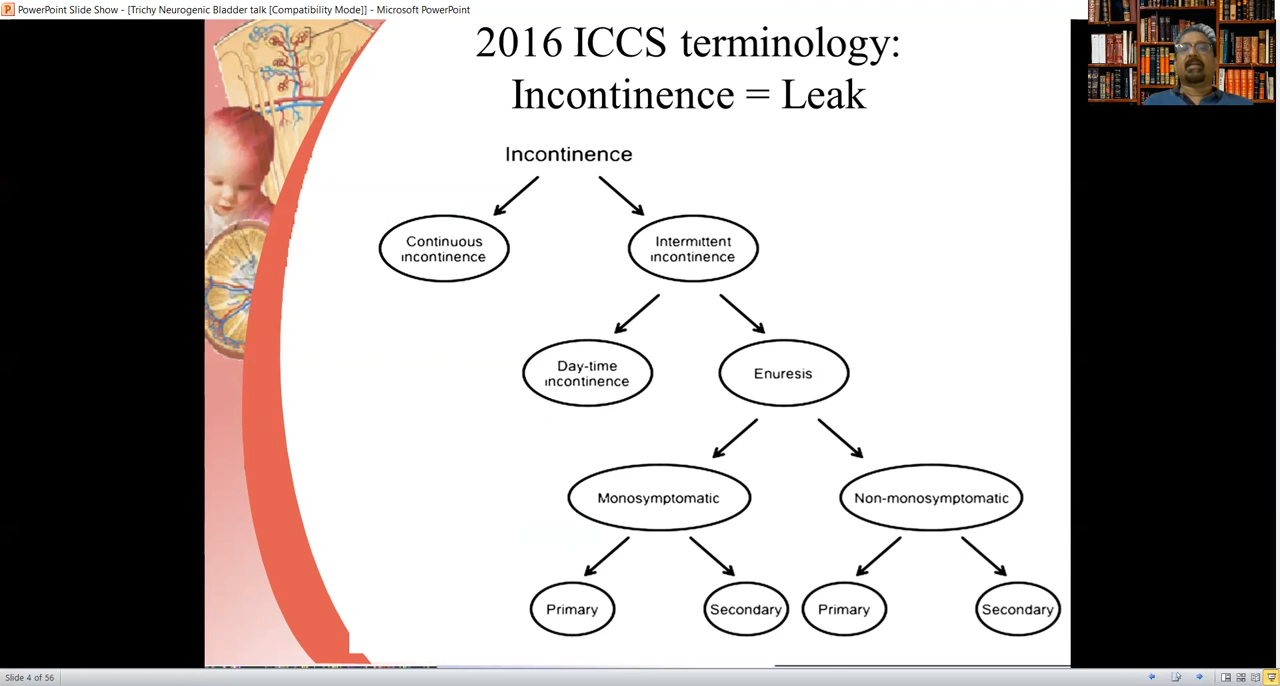 PowerPoint Slide Show - [Trichy Neurogenic Bladder talk [Compatibility Mode]] - Microsoft PowerPoint
2016 ICCS terminology:
Incontinence = Leak
Incontinence
Continuous
incontinence
Intermittent
incontinence
Day-time
incontinence
Enuresis
Monosymptomatic
Non-monosymptomatic
Primary
Secondary
Primary
Secondary
Slide 4 of 56